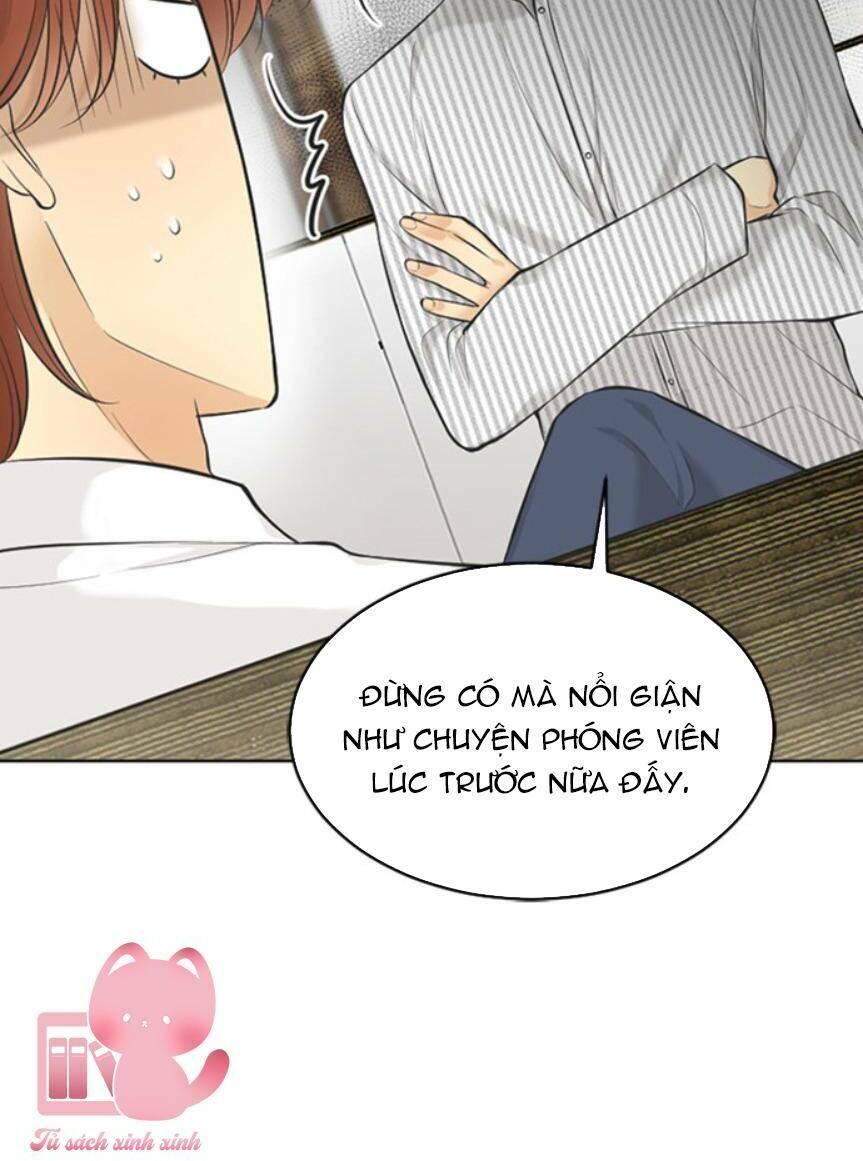 ĐỪNG CÓ MÀ NỔI GIẬN
NHƯ CHUYỆN PHÓNG VIÊN
LÚC TRƯỚC NỮA ĐẤY.
Tủ sách xinh xinh